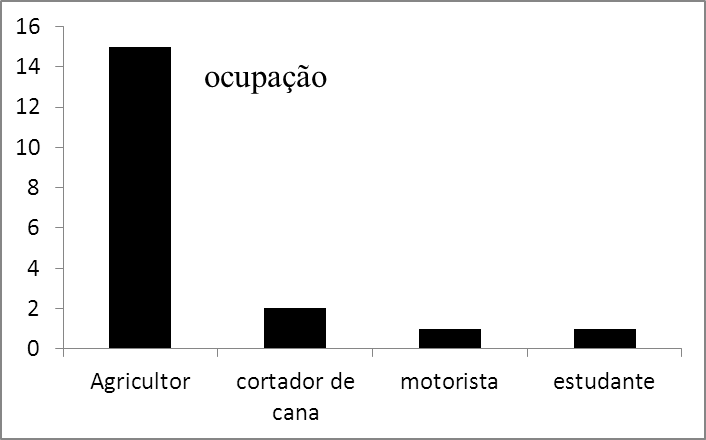 16
14
12
10
8
6
4
2
0
ocupação
Agricultor
cortador de
cana
motorista
estudante